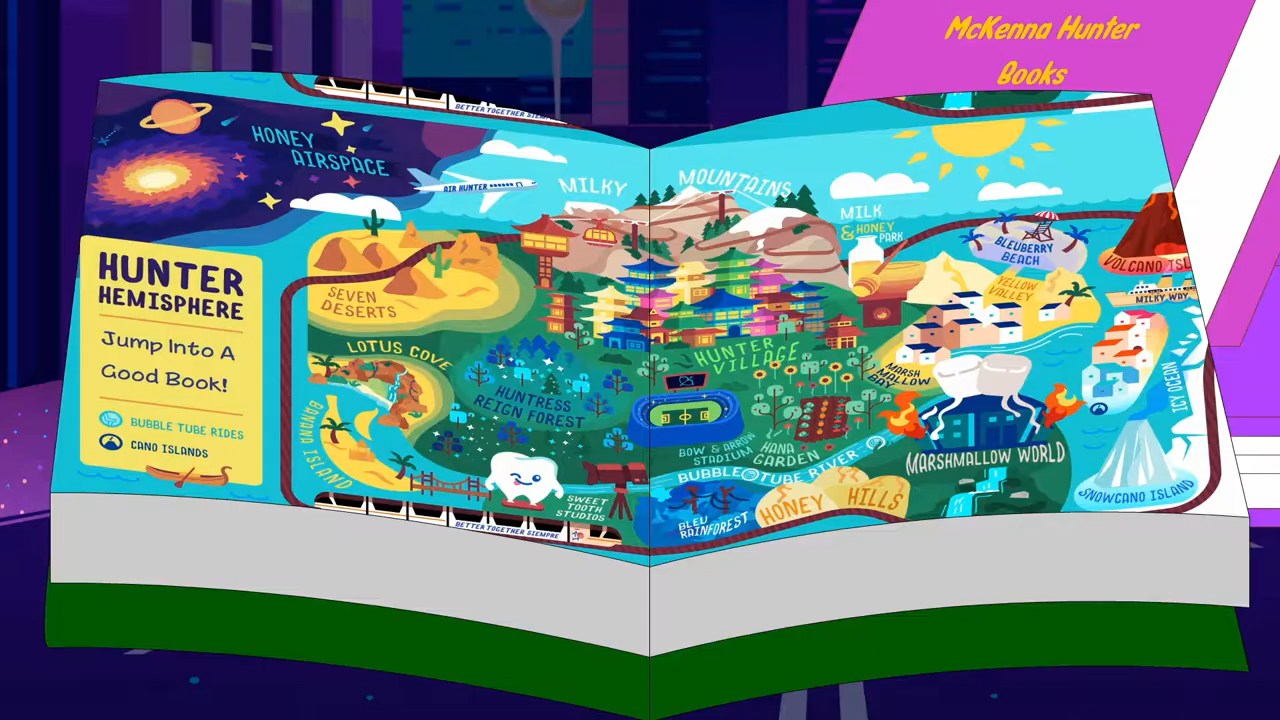 McKenna Hunter
Books
BETTER TOGETHER SIEMPRE
HONEY
AIRSPACE
AIR HUNTER
MILKY MOUNTAINS
MILK
& HONEY
PARK
BLEUBERRY
BEACH
VOLCANO ISL
HUNTER
HEMISPHERE
Jump Into A
Good Book!
BUBBLE TUBE RIDES
CANO ISLANDS
SEVEN
DESERTS
YELLOW
VALLEY
MILKY WAY
LOTUS COVE
HUNTER
VILLAGE
MARSH
MALLOW
BAY
HUNTRESS
REIGN FOREST
BANANA ISLAND
ICY OCEAN
BOW & ARROW
STADIUM
HANA
GARDEN
BUBBLE TUBE RIVER
MARSHMALLOW WORLD
SWEET
TOOTH
STUDIOS
BLEU
RAINFOREST
HONEY HILLS
SNOWCANO ISLAND
BETTER TOGETHER SIEMPRE